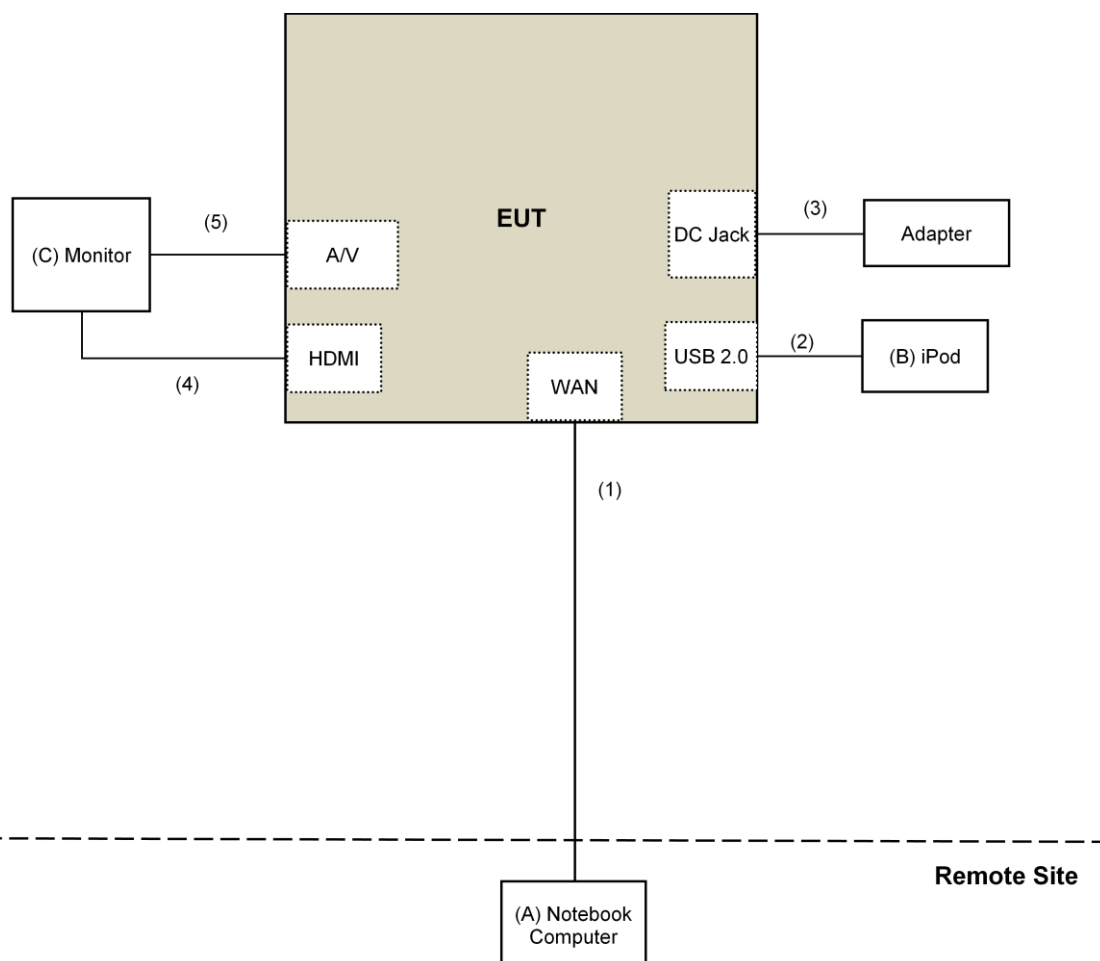 EUT
(5)
(3)
DC Jack
Adapter
(C) Monitor
A/V
HDMI
(4)
USB 2.0
(2)
(B) iPod
WAN
(1)
Remote Site
(A) Notebook
Computer